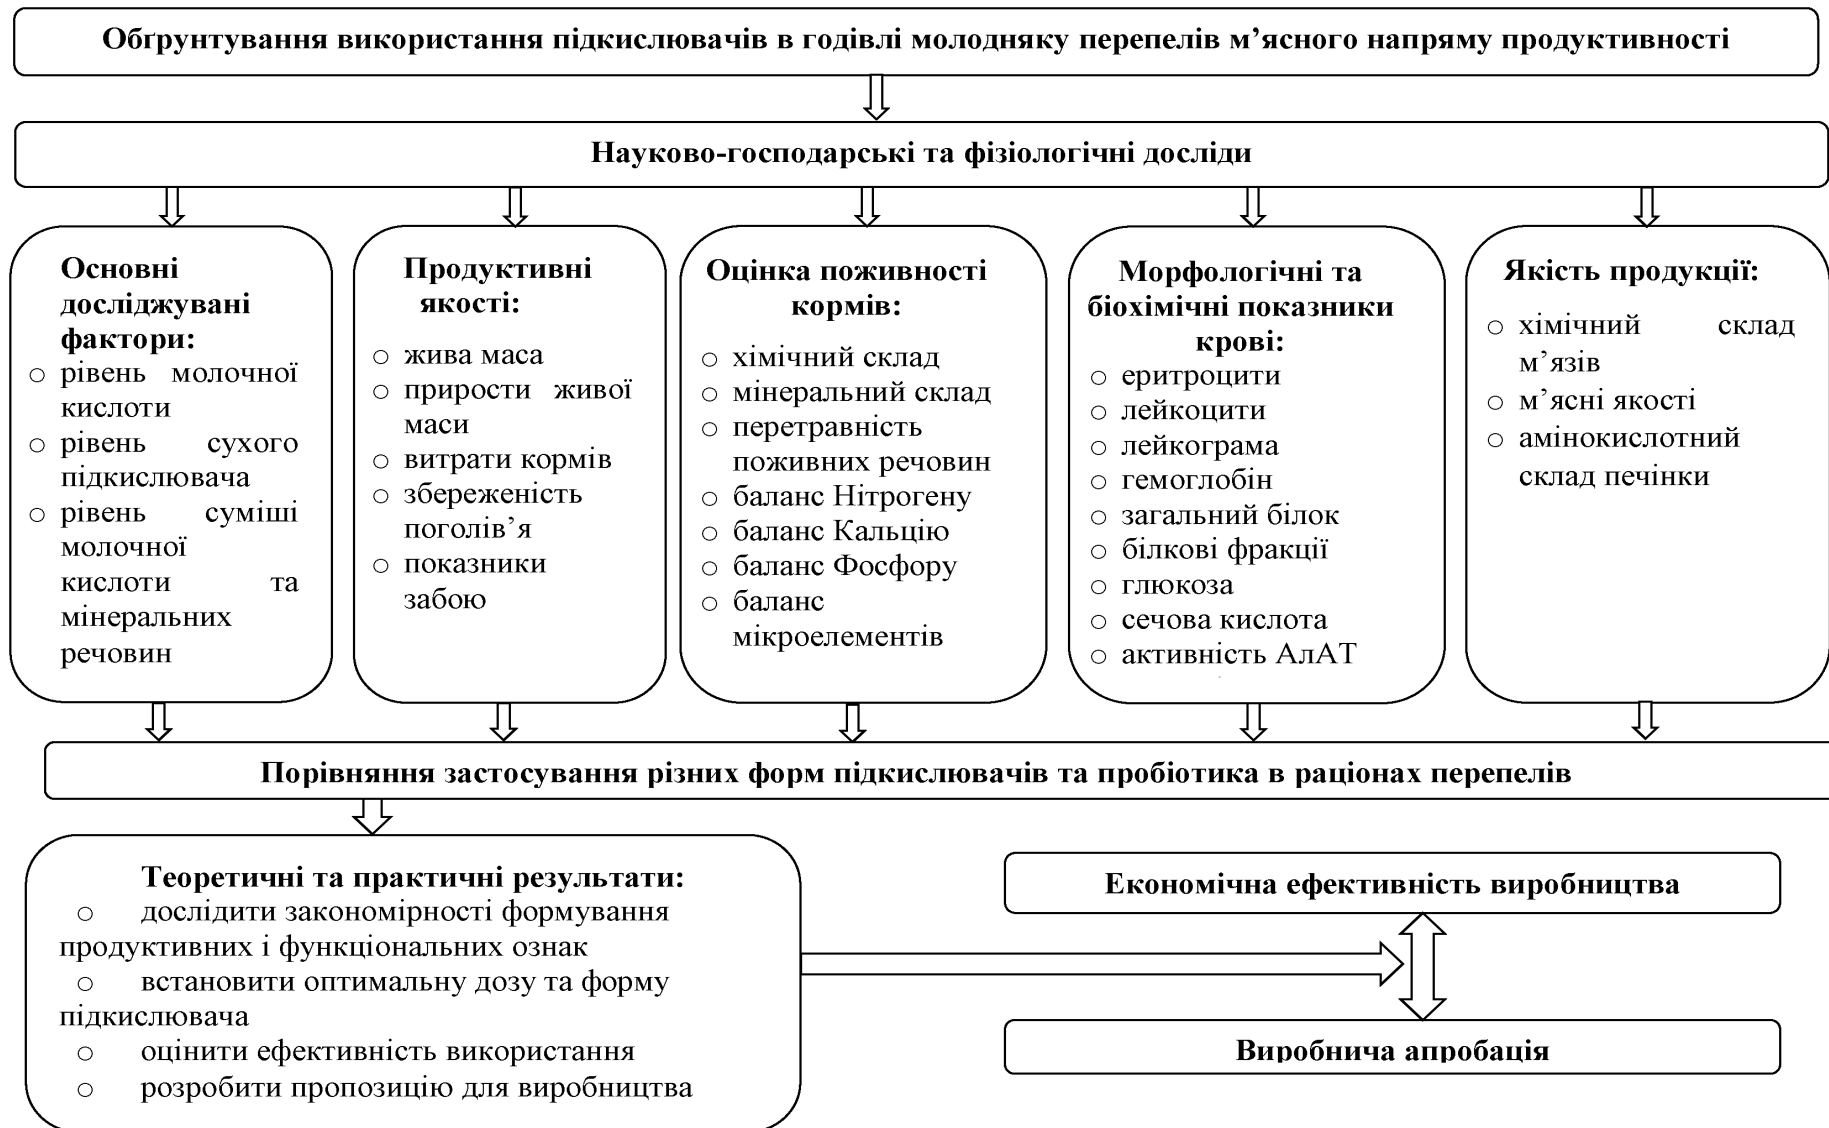 Обґрунтування використання підкислювачів в годівлі молодняку перепелів м’ясного напряму продуктивності
Науково-господарські та фізіологічні досліди
Основні
досліджувані
фактори:
○ рівень молочної
кислоти
○ рівень сухого
підкислювача
○ рівень суміші
молочної
кислоти та
мінеральних
речовин
Продуктивні
якості:
○ жива маса
○ прирости живої
маси
○ витрати кормів
○ збереженість
поголів’я
○ показники
забою
Оцінка поживності
кормів:
○ хімічний склад
○ мінеральний склад
○ перетравність
поживних речовин
○ баланс Нітрогену
○ баланс Кальцію
○ баланс Фосфору
○ баланс
мікроелементів
Морфологічні та
біохімічні показники
крові:
○ еритроцити
○ лейкоцити
○ лейкограма
○ гемоглобін
○ загальний білок
○ білкові фракції
○ глюкоза
○ сечова кислота
○ активність АлАТ
Якість продукції:
○ хімічний склад
м’язів
○ м’ясні якості
○ амінокислотний
склад печінки
Порівняння застосування різних форм підкислювачів та пробіотика в раціонах перепелів
Теоретичні та практичні результати:
○ дослідити закономірності формування
продуктивних і функціональних ознак
○ встановити оптимальну дозу та форму
підкислювача
○ оцінити ефективність використання
○ розробити пропозицію для виробництва
Економічна ефективність виробництва
Виробнича апробація